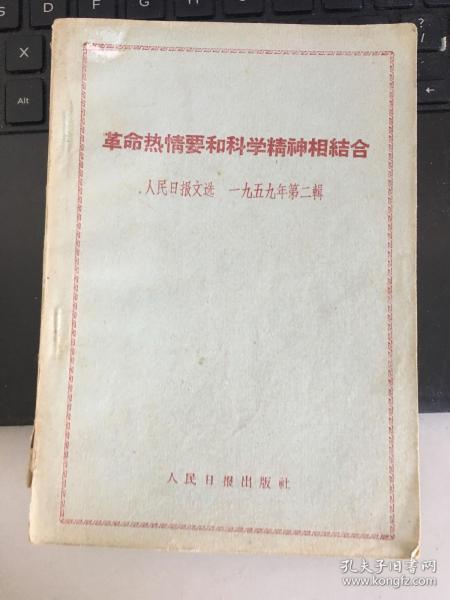 革命热情要和科学精神相結合
人民日报文选 一九五九年第二輯
人民日报出版社
孔夫子旧书网
www.kongfz.com